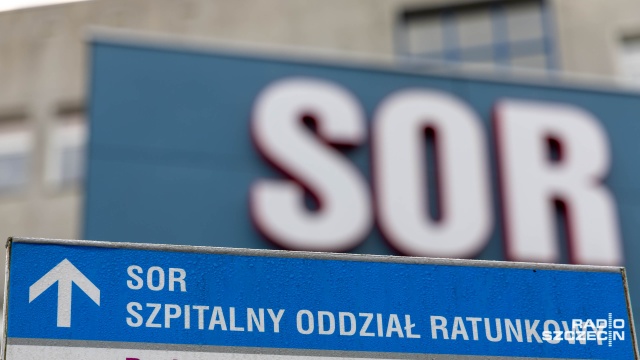 SOR
SOR
SZPITALNY ODDZIAŁ RATUNKOWY
RADIO
SZCZECIN